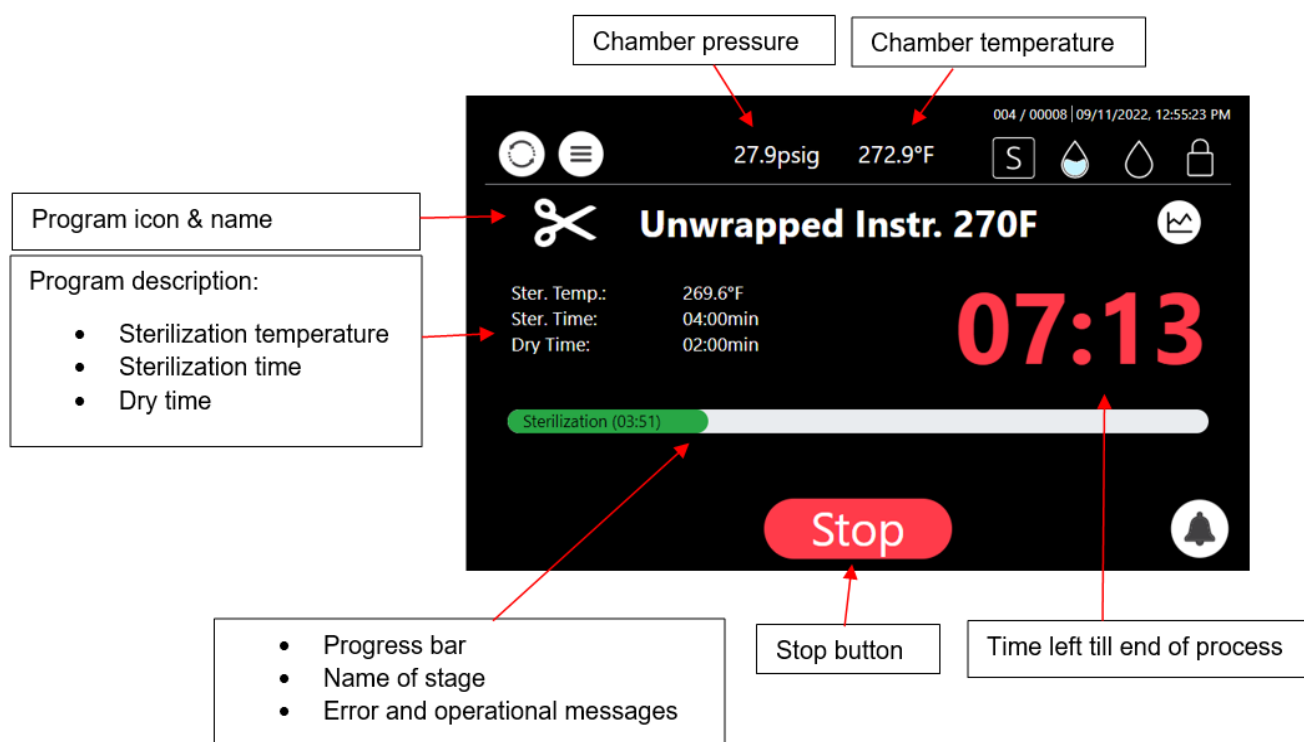 Chamber pressure
Chamber temperature
004 / 00008 | 09/11/2022, 12:55:23 PM
27.9psig 272.9°F S
Program icon & name
Unwrapped Instr. 270F
Program description:
• Sterilization temperature
• Sterilization time
• Dry time
Ster. Temp.: 269.6°F
Ster. Time: 04:00min
Dry Time: 02:00min
07:13
Sterilization (03:51)
Stop
• Progress bar
• Name of stage
• Error and operational messages
Stop button
Time left till end of process